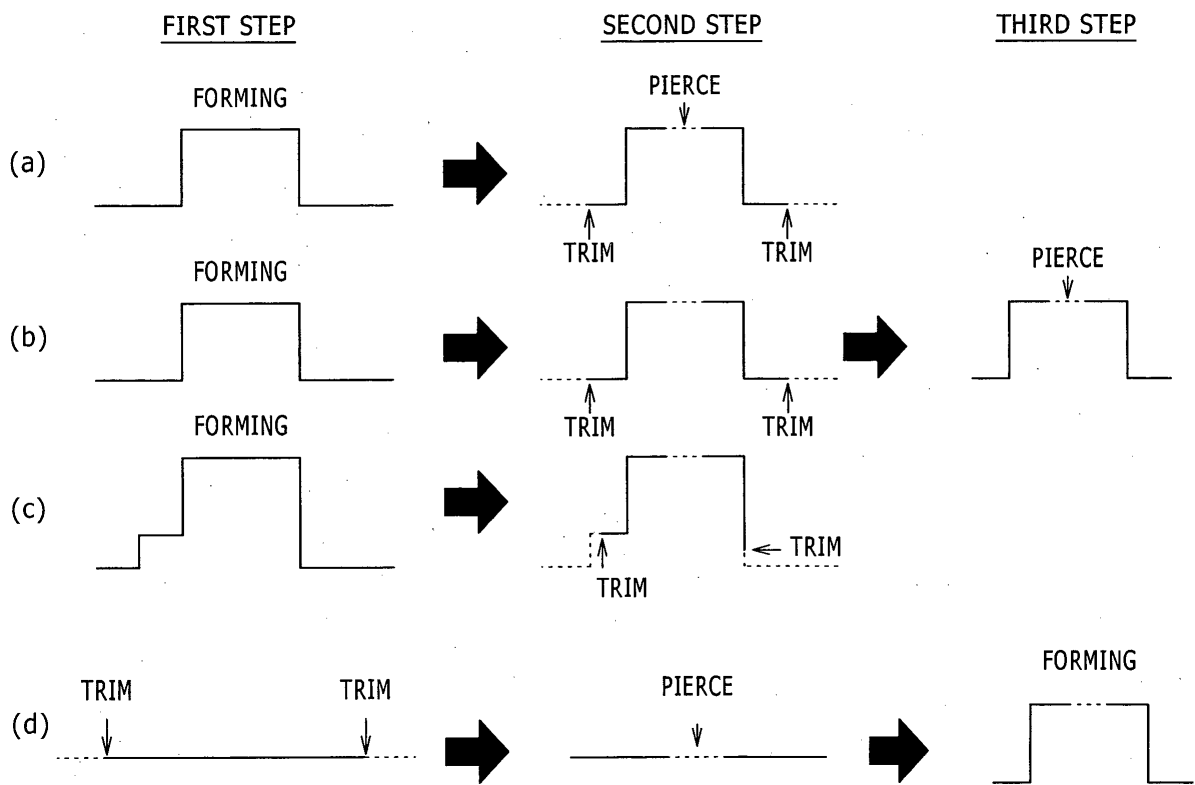 FIRST STEP
SECOND STEP
THIRD STEP
(a)
FORMING
PIERCE
TRIM
TRIM
(b)
FORMING
TRIM
TRIM
PIERCE
(c)
FORMING
TRIM
TRIM
(d)
TRIM
TRIM
PIERCE
FORMING